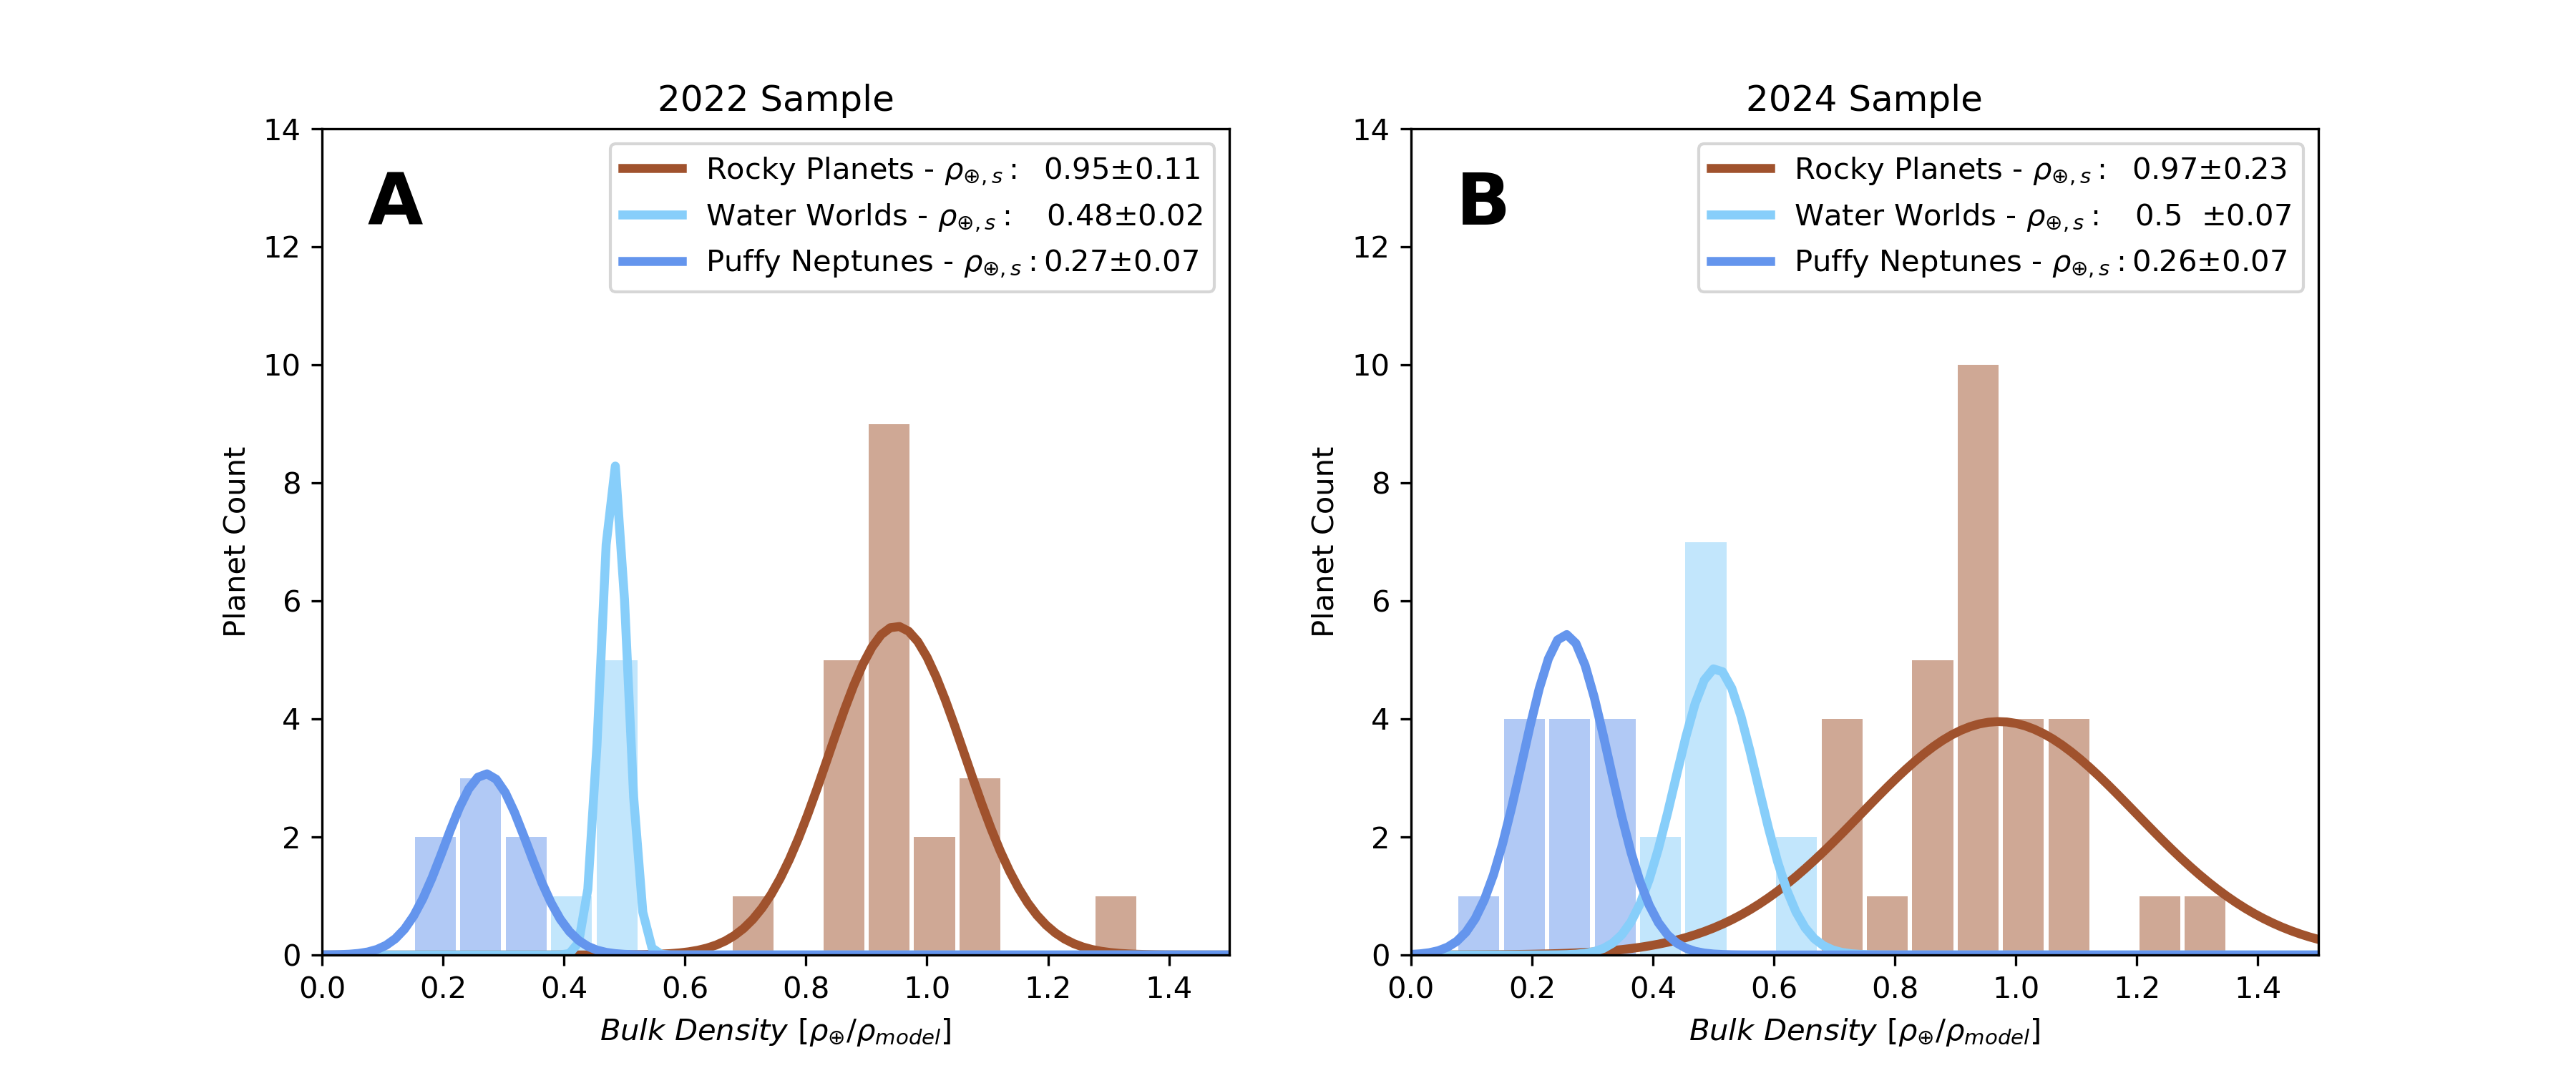 2022 Sample
A
Rocky Planets - ρ⊕, s : 0.95±0.11
Water Worlds - ρ⊕, s : 0.48±0.02
Puffy Neptunes - ρ⊕, s : 0.27±0.07
14
12
10
8
6
4
2
0
Planet Count
0.0 0.2 0.4 0.6 0.8 1.0 1.2 1.4
Bulk Density [ρ⊕/ρmodel]
2024 Sample
B
Rocky Planets - ρ⊕, s : 0.97±0.23
Water Worlds - ρ⊕, s : 0.5 ±0.07
Puffy Neptunes - ρ⊕, s : 0.26±0.07
14
12
10
8
6
4
2
0
Planet Count
0.0 0.2 0.4 0.6 0.8 1.0 1.2 1.4
Bulk Density [ρ⊕/ρmodel]